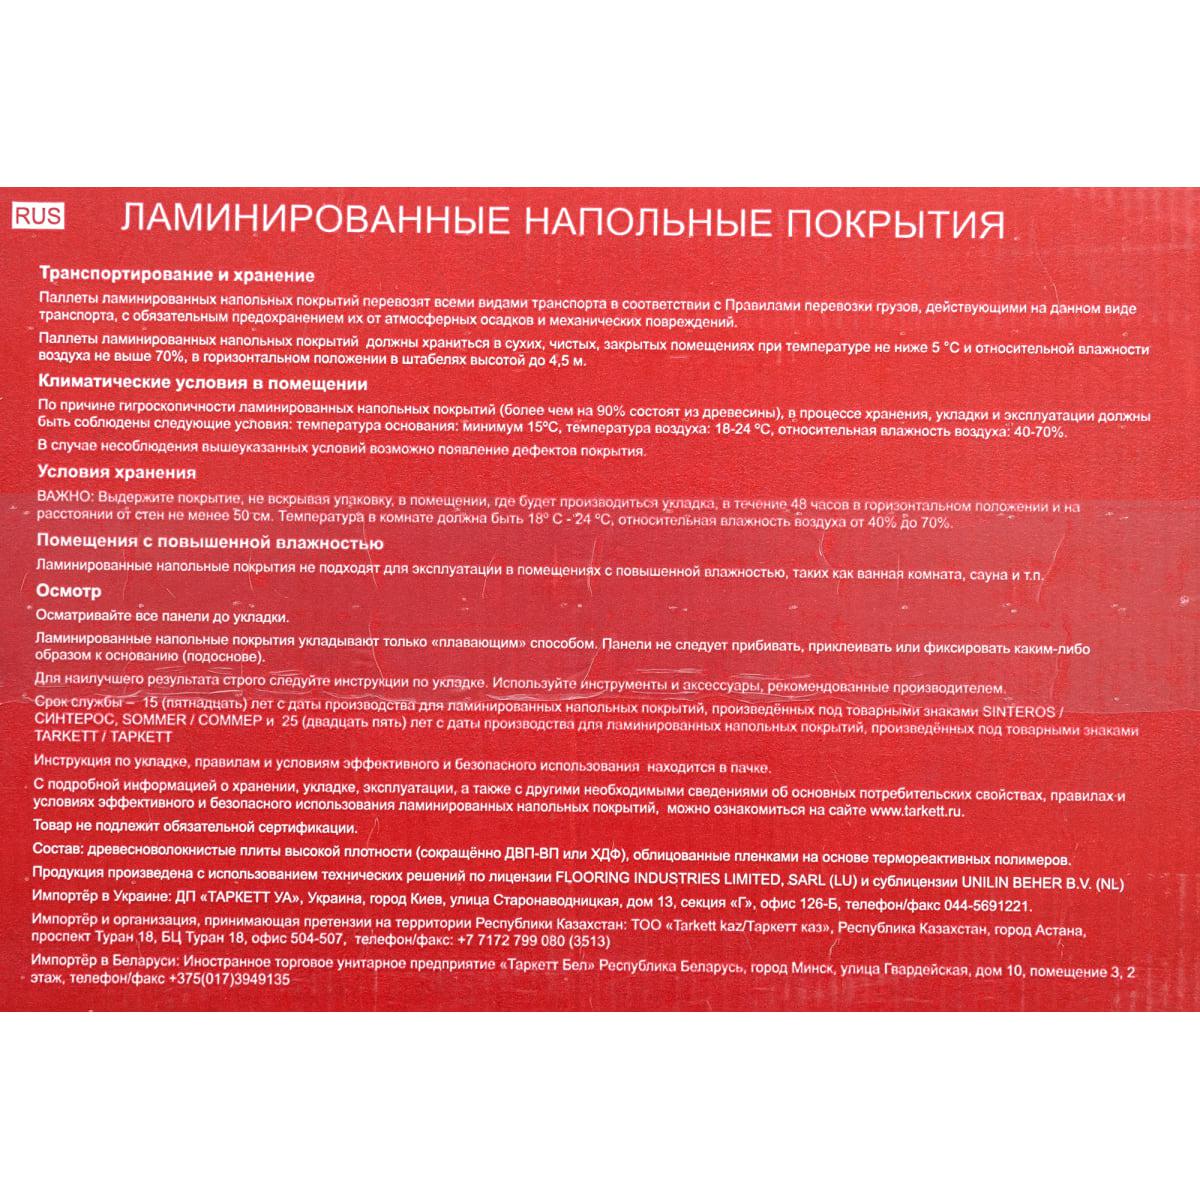 RUS ЛАМИНИРОВАННЫЕ НАПОЛЬНЫЕ ПОКРЫТИЯ
Транспортирование и хранение
Паллеты ламинированных напольных покрытий перевозят всеми видами транспорта в соответствии с Правилами перевозки грузов, действующими на данном виде
транспорта, с обязательным предохранением их от атмосферных осадков и механических повреждений.
Паллеты ламинированных напольных покрытий должны храниться в сухих, чистых, закрытых помещениях при температуре не ниже 5 °C и относительной влажности
воздуха не выше 70%, в горизонтальном положении в штабелях высотой до 4,5 м.
Климатические условия в помещении
По причине гигроскопичности ламинированных напольных покрытий (более чем на 90% состоят из древесины), в процессе хранения, укладки и эксплуатации должны
быть соблюдены следующие условия: температура основания: минимум 15ºC, температура воздуха: 18-24 ºC, относительная влажность воздуха: 40-70%.
В случае несоблюдения вышеуказанных условий возможно появление дефектов покрытия.
Условия хранения
ВАЖНО: Выдержите покрытие, не вскрывая упаковку, в помещении, где будет производиться укладка, в течение 48 часов в горизонтальном положении и на
расстоянии от стен не менее 50 см. Температура в комнате должна быть 18º C - 24 ºC, относительная влажность воздуха от 40% до 70%.
Помещения с повышенной влажностью
Ламинированные напольные покрытия не подходят для эксплуатации в помещениях с повышенной влажностью, таких как ванная комната, сауна и т.п.
Осмотр
Осматривайте все панели до укладки.
Ламинированные напольные покрытия укладывают только «плавающим» способом. Панели не следует прибивать, приклеивать или фиксировать каким-либо
образом к основанию (подоснове).
Для наилучшего результата строго следуйте инструкции по укладке. Используйте инструменты и аксессуары, рекомендованные производителем.
Срок службы – 15 (пятнадцать) лет с даты производства для ламинированных напольных покрытий, произведённых под товарными знаками SINTEROS /
СИНТЕРОС, SOMMER / СОММЕР и 25 (двадцать пять) лет с даты производства для ламинированных напольных покрытий, произведённых под товарными знаками
TARKETT / ТАРКЕТТ
Инструкция по укладке, правилам и условиям эффективного и безопасного использования находится в пачке.
С подробной информацией о хранении, укладке, эксплуатации, а также с другими необходимыми сведениями об основных потребительских свойствах, правилах и
условиях эффективного и безопасного использования ламинированных напольных покрытий, можно ознакомиться на сайте www.tarkett.ru.
Товар не подлежит обязательной сертификации.
Состав: древесноволокнистые плиты высокой плотности (сокращённо ДВП-ВП или ХДФ), облицованные пленками на основе термореактивных полимеров.
Продукция произведена с использованием технических решений по лицензии FLOORING INDUSTRIES LIMITED, SARL (LU) и сублицензии UNILIN BEHER B.V. (NL)
Импортёр в Украине: ДП «ТАРКЕТТ УА», Украина, город Киев, улица Старонаводницкая, дом 13, секция «Г», офис 126-Б, телефон/факс 044-5691221.
Импортёр и организация, принимающая претензии на территории Республики Казахстан: ТОО «Tarkett kaz/Таркетт каз», Республика Казахстан, город Астана,
проспект Туран 18, БЦ Туран 18, офис 504-507, телефон/факс: +7 7172 799 080 (3513)
Импортёр в Беларуси: Иностранное торговое унитарное предприятие «Таркетт Бел» Республика Беларусь, город Минск, улица Гвардейская, дом 10, помещение 3, 2
этаж, телефон/факс +375(017)3949135